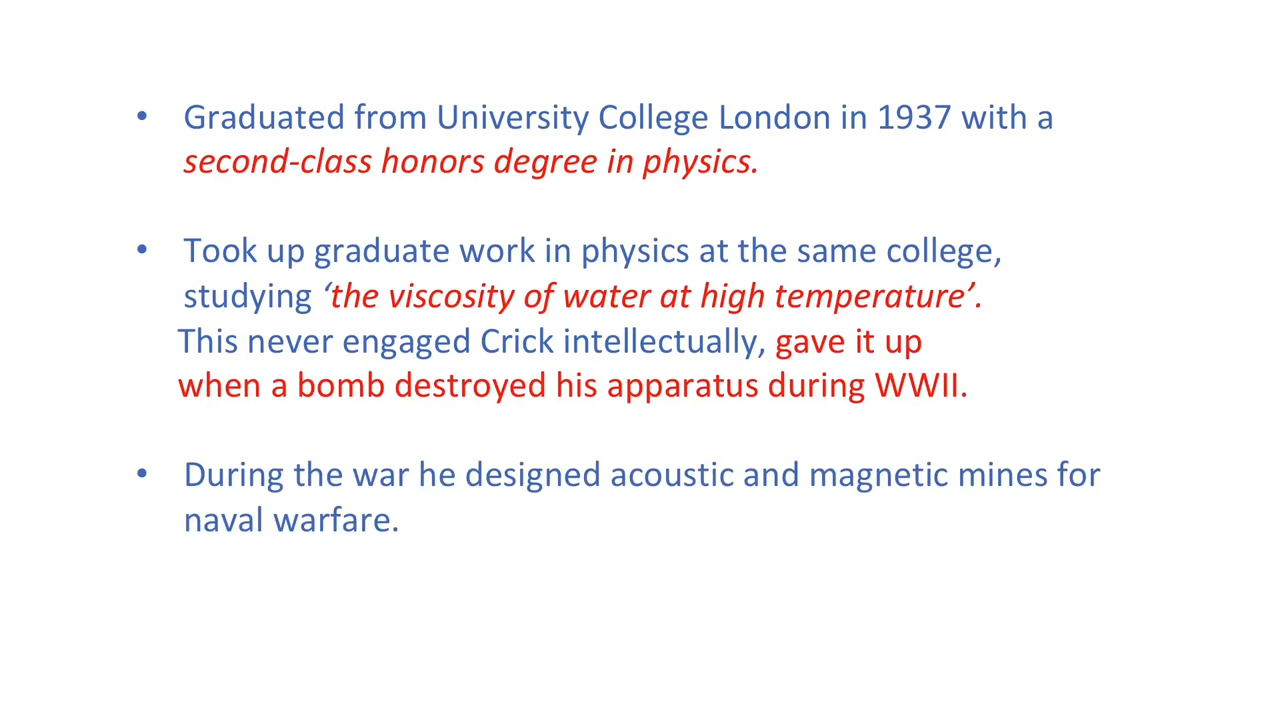 • Graduated from University College London in 1937 with a
second-class honors degree in physics.
• Took up graduate work in physics at the same college,
studying ‘the viscosity of water at high temperature’.
This never engaged Crick intellectually, gave it up
when a bomb destroyed his apparatus during WWII.
• During the war he designed acoustic and magnetic mines for
naval warfare.